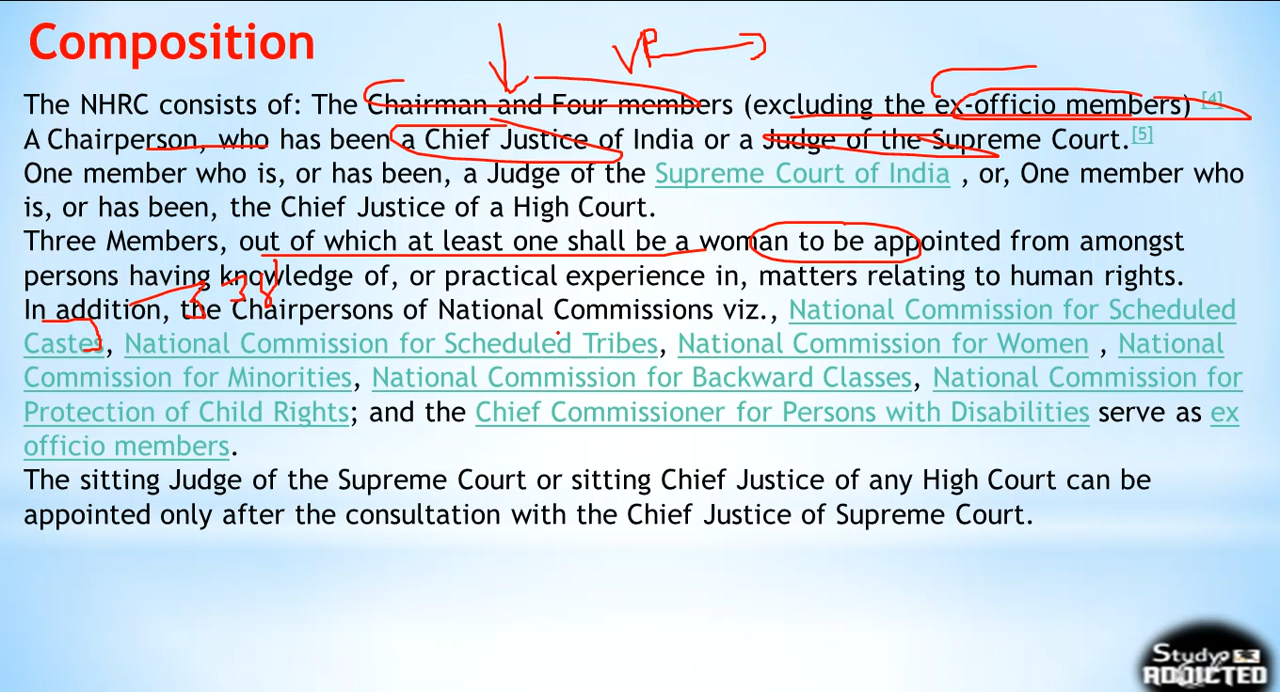 Composition
VP
The NHRC consists of: The Chairman and Four members (excluding the ex-officio members) [4]
A Chairperson, who has been a Chief Justice of India or a Judge of the Supreme Court.[5]
One member who is, or has been, a Judge of the Supreme Court of India , or, One member who
is, or has been, the Chief Justice of a High Court.
Three Members, out of which at least one shall be a woman to be appointed from amongst
persons having knowledge of, or practical experience in, matters relating to human rights.
338
In addition, the Chairpersons of National Commissions viz., National Commission for Scheduled
Castes, National Commission for Scheduled Tribes, National Commission for Women , National
Commission for Minorities, National Commission for Backward Classes, National Commission for
Protection of Child Rights; and the Chief Commissioner for Persons with Disabilities serve as ex
officio members.
The sitting Judge of the Supreme Court or sitting Chief Justice of any High Court can be
appointed only after the consultation with the Chief Justice of Supreme Court.
Study
ADDICTED